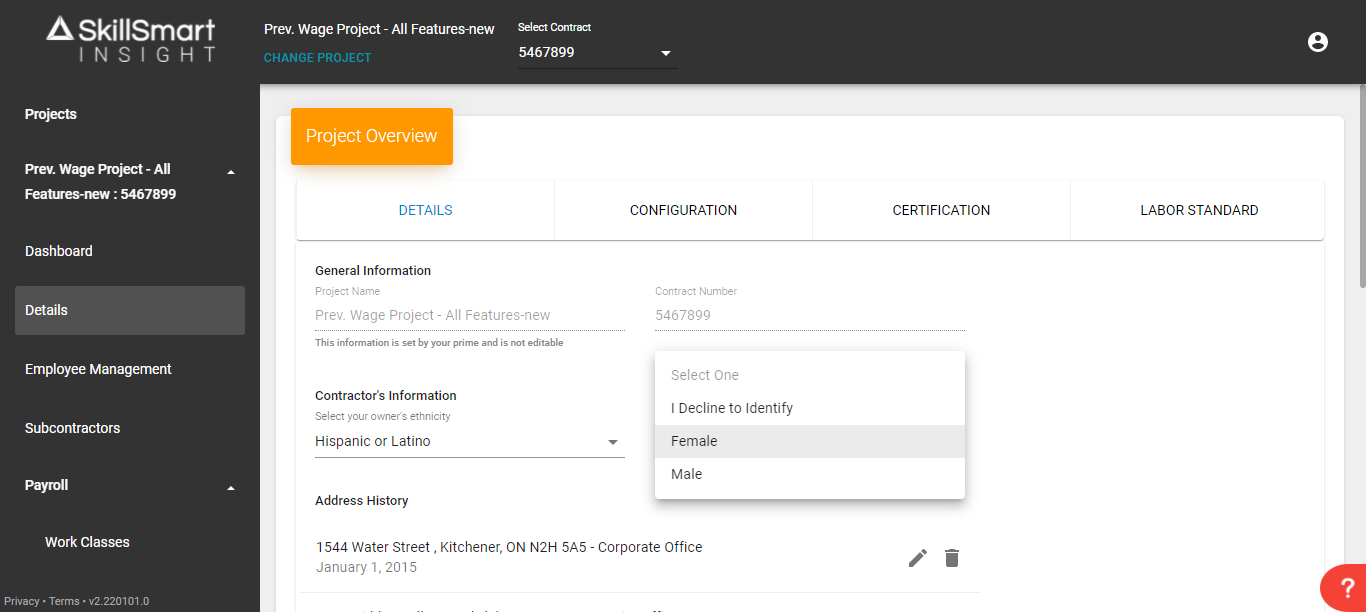 SkillSmart
INSIGHT
Prev. Wage Project - All Features-new
CHANGE PROJECT
Select Contract
5467899
Projects
Prev. Wage Project - All
Features-new : 5467899
Dashboard
Details
Employee Management
Subcontractors
Payroll
Work Classes
Privacy • Terms • v2.220101.0
Project Overview
DETAILS
CONFIGURATION
CERTIFICATION
LABOR STANDARD
General Information
Project Name
Prev. Wage Project - All Features-new
This information is set by your prime and is not editable
Contract Number
5467899
Contractor's Information
Select your owner's ethnicity
Hispanic or Latino
Select One
I Decline to Identify
Female
Male
Address History
1544 Water Street , Kitchener, ON N2H 5A5 - Corporate Office
January 1, 2015
?